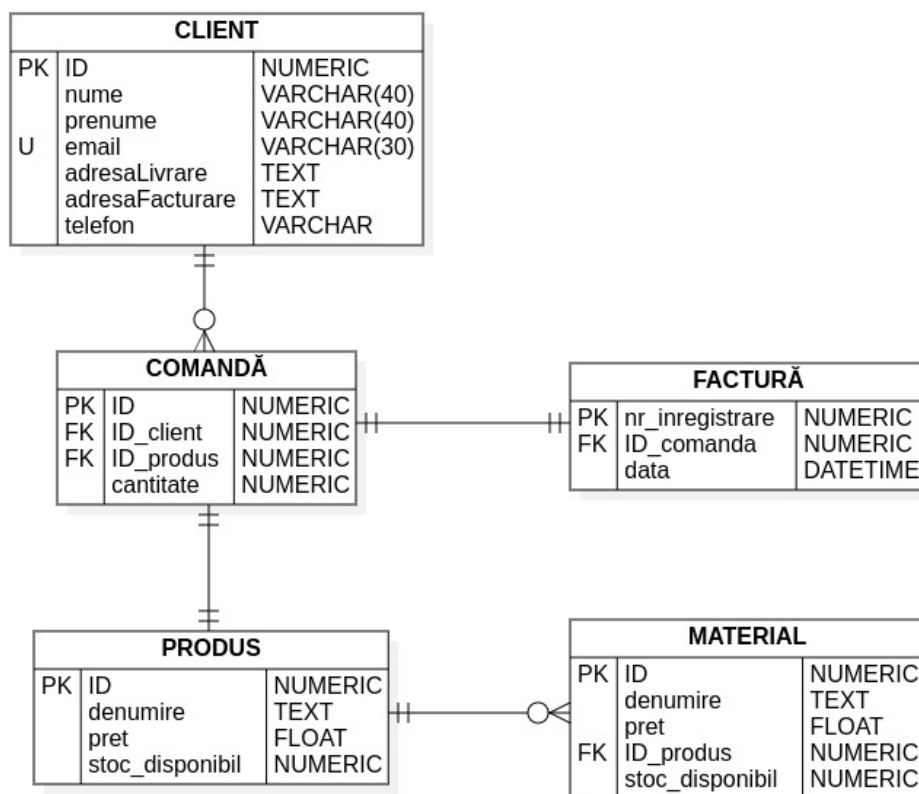 CLIENT
PK ID NUMERIC
nume VARCHAR(40)
prenume VARCHAR(40)
U email VARCHAR(30)
adresaLivrare TEXT
adresaFacturare TEXT
telefon VARCHAR
COMANDĂ
PK ID NUMERIC
FK ID_client NUMERIC
FK ID_produs NUMERIC
cantitate NUMERIC
FACTURĂ
PK nr_inregistrare NUMERIC
FK ID_comanda NUMERIC
data DATETIME
PRODUS
PK ID NUMERIC
denumire TEXT
pret FLOAT
stoc_disponibil NUMERIC
MATERIAL
PK ID NUMERIC
denumire TEXT
pret FLOAT
FK ID_produs NUMERIC
stoc_disponibil NUMERIC